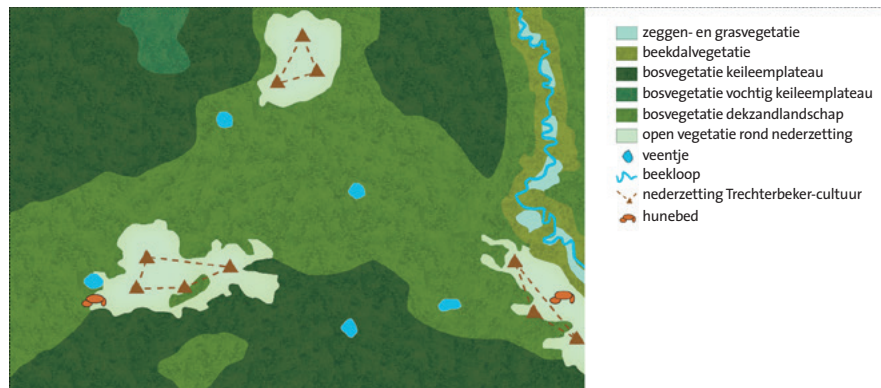 zeggen- en grasvegetatie
beekdalvegetatie
bosvegetatie keileemplateau
bosvegetatie vochtig keileemplateau
bosvegetatie dekzandlandschap
open vegetatie rond nederzetting
veentje
beekloop
nederzetting Trechterbeker-cultuur
hunebed